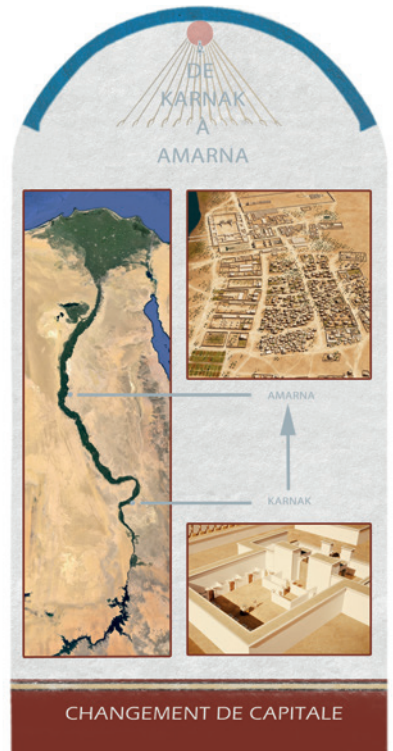 DE
KARNAK
À
AMARNA
AMARNA
KARNAK
CHANGEMENT DE CAPITALE